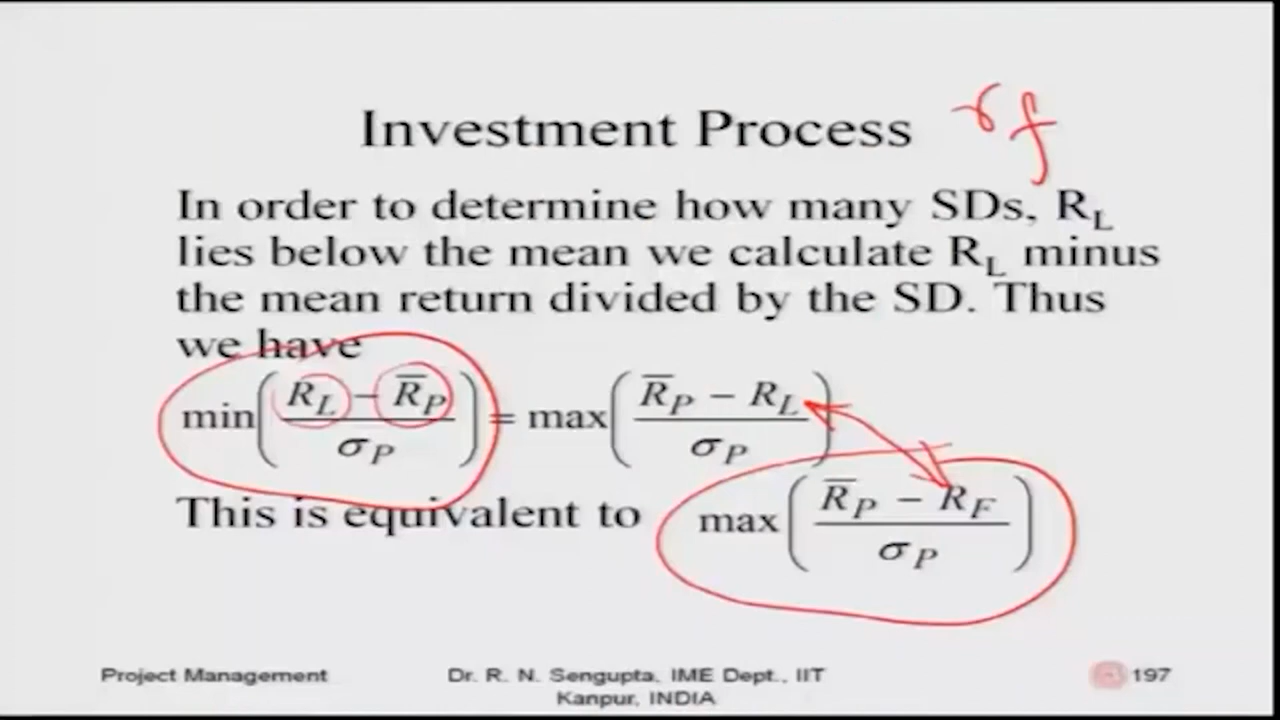 Investment Process r f
In order to determine how many SDs, R_L
lies below the mean we calculate R_L minus
the mean return divided by the SD. Thus
we have
min((R_L − R̅_P)/σ_P) = max((R̅_P − R_L)/σ_P)
This is equivalent to max((R̅_P − R_F)/σ_P)
Project Management Dr. R. N. Sengupta, IME Dept., IIT 197
Kanpur, INDIA